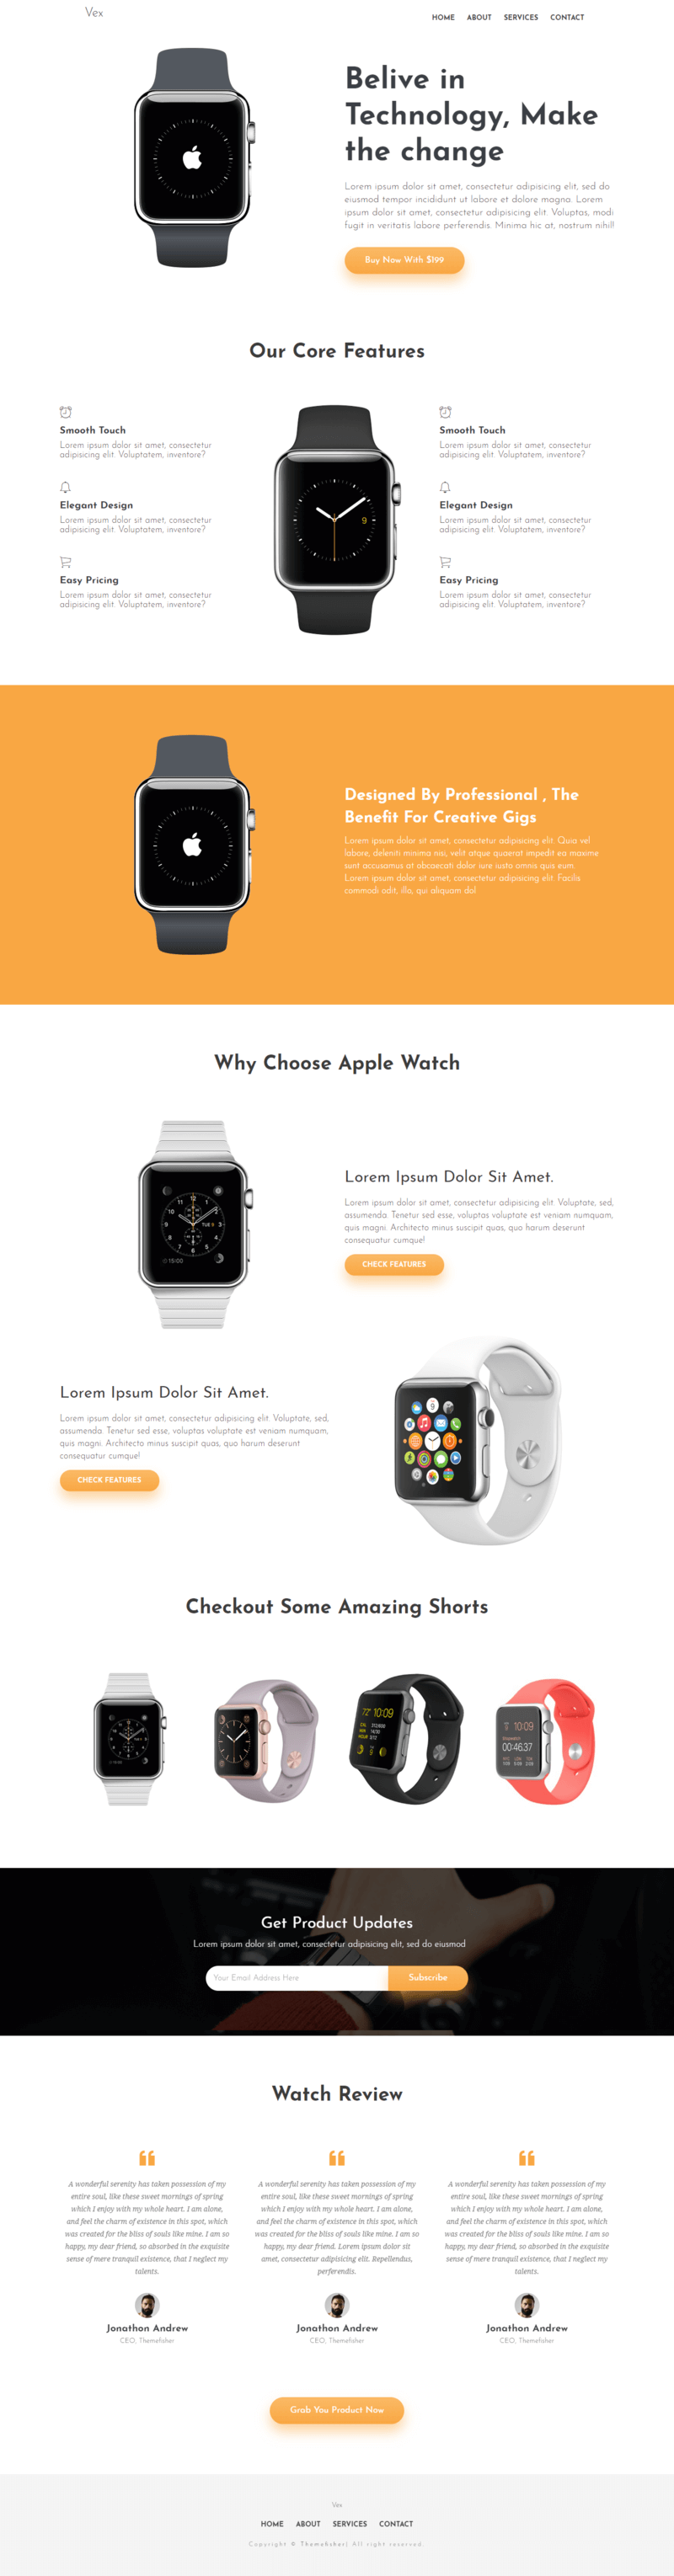 Vex
HOME ABOUT SERVICES CONTACT
Belive in
Technology, Make
the change
Lorem ipsum dolor sit amet, consectetur adipisicing elit, sed do
eiusmod tempor incididunt ut labore et dolore magna. Lorem
ipsum dolor sit amet, consectetur adipisicing elit. Voluptas, modi
fugit in veritatis labore perferendis. Minima hic at, nostrum nihil!
Buy Now With $199
Our Core Features
Smooth Touch
Lorem ipsum dolor sit amet, consectetur
adipisicing elit. Voluptatem, inventore?
Elegant Design
Lorem ipsum dolor sit amet, consectetur
adipisicing elit. Voluptatem, inventore?
Easy Pricing
Lorem ipsum dolor sit amet, consectetur
adipisicing elit. Voluptatem, inventore?
9
Smooth Touch
Lorem ipsum dolor sit amet, consectetur
adipisicing elit. Voluptatem, inventore?
Elegant Design
Lorem ipsum dolor sit amet, consectetur
adipisicing elit. Voluptatem, inventore?
Easy Pricing
Lorem ipsum dolor sit amet, consectetur
adipisicing elit. Voluptatem, inventore?
Designed By Professional , The
Benefit For Creative Gigs
Lorem ipsum dolor sit amet, consectetur adipisicing elit. Quia vel
labore, deleniti minima nisi, velit atque quaerat impedit ea maxime
sunt accusamus at obcaecati dolor iure iusto omnis quis eum.
Lorem ipsum dolor sit amet, consectetur adipisicing elit. Facilis
commodi odit, illo, qui aliquam dol
Why Choose Apple Watch
TUE 9
15:00
Lorem Ipsum Dolor Sit Amet.
Lorem ipsum dolor sit amet, consectetur adipisicing elit. Voluptate, sed,
assumenda. Tenetur sed esse, voluptas voluptate est veniam numquam,
quis magni. Architecto minus suscipit quas, quo harum deserunt
consequatur cumque!
CHECK FEATURES
Lorem Ipsum Dolor Sit Amet.
Lorem ipsum dolor sit amet, consectetur adipisicing elit. Voluptate, sed,
assumenda. Tenetur sed esse, voluptas voluptate est veniam numquam,
quis magni. Architecto minus suscipit quas, quo harum deserunt
consequatur cumque!
CHECK FEATURES
9
Checkout Some Amazing Shorts
72° 10:09
10:09
00:46.37
Get Product Updates
Lorem ipsum dolor sit amet, consectetur adipisicing elit, sed do eiusmod
Your Email Address Here
Subscribe
Watch Review
A wonderful serenity has taken possession of my
entire soul, like these sweet mornings of spring
which I enjoy with my whole heart. I am alone,
and feel the charm of existence in this spot, which
was created for the bliss of souls like mine. I am so
happy, my dear friend, so absorbed in the exquisite
sense of mere tranquil existence, that I neglect my
talents.
Jonathon Andrew
CEO, Themefisher
A wonderful serenity has taken possession of my
entire soul, like these sweet mornings of spring
which I enjoy with my whole heart. I am alone,
and feel the charm of existence in this spot, which
was created for the bliss of souls like mine. I am so
happy, my dear friend. Lorem ipsum dolor sit
amet, consectetur adipisicing elit. Repellendus,
perferendis.
Jonathon Andrew
CEO, Themefisher
A wonderful serenity has taken possession of my
entire soul, like these sweet mornings of spring
which I enjoy with my whole heart. I am alone,
and feel the charm of existence in this spot, which
was created for the bliss of souls like mine. I am so
happy, my dear friend, so absorbed in the exquisite
sense of mere tranquil existence, that I neglect my
talents.
Jonathon Andrew
CEO, Themefisher
Grab You Product Now
Vex
HOME ABOUT SERVICES CONTACT
Copyright © Themefisher| All right reserved.